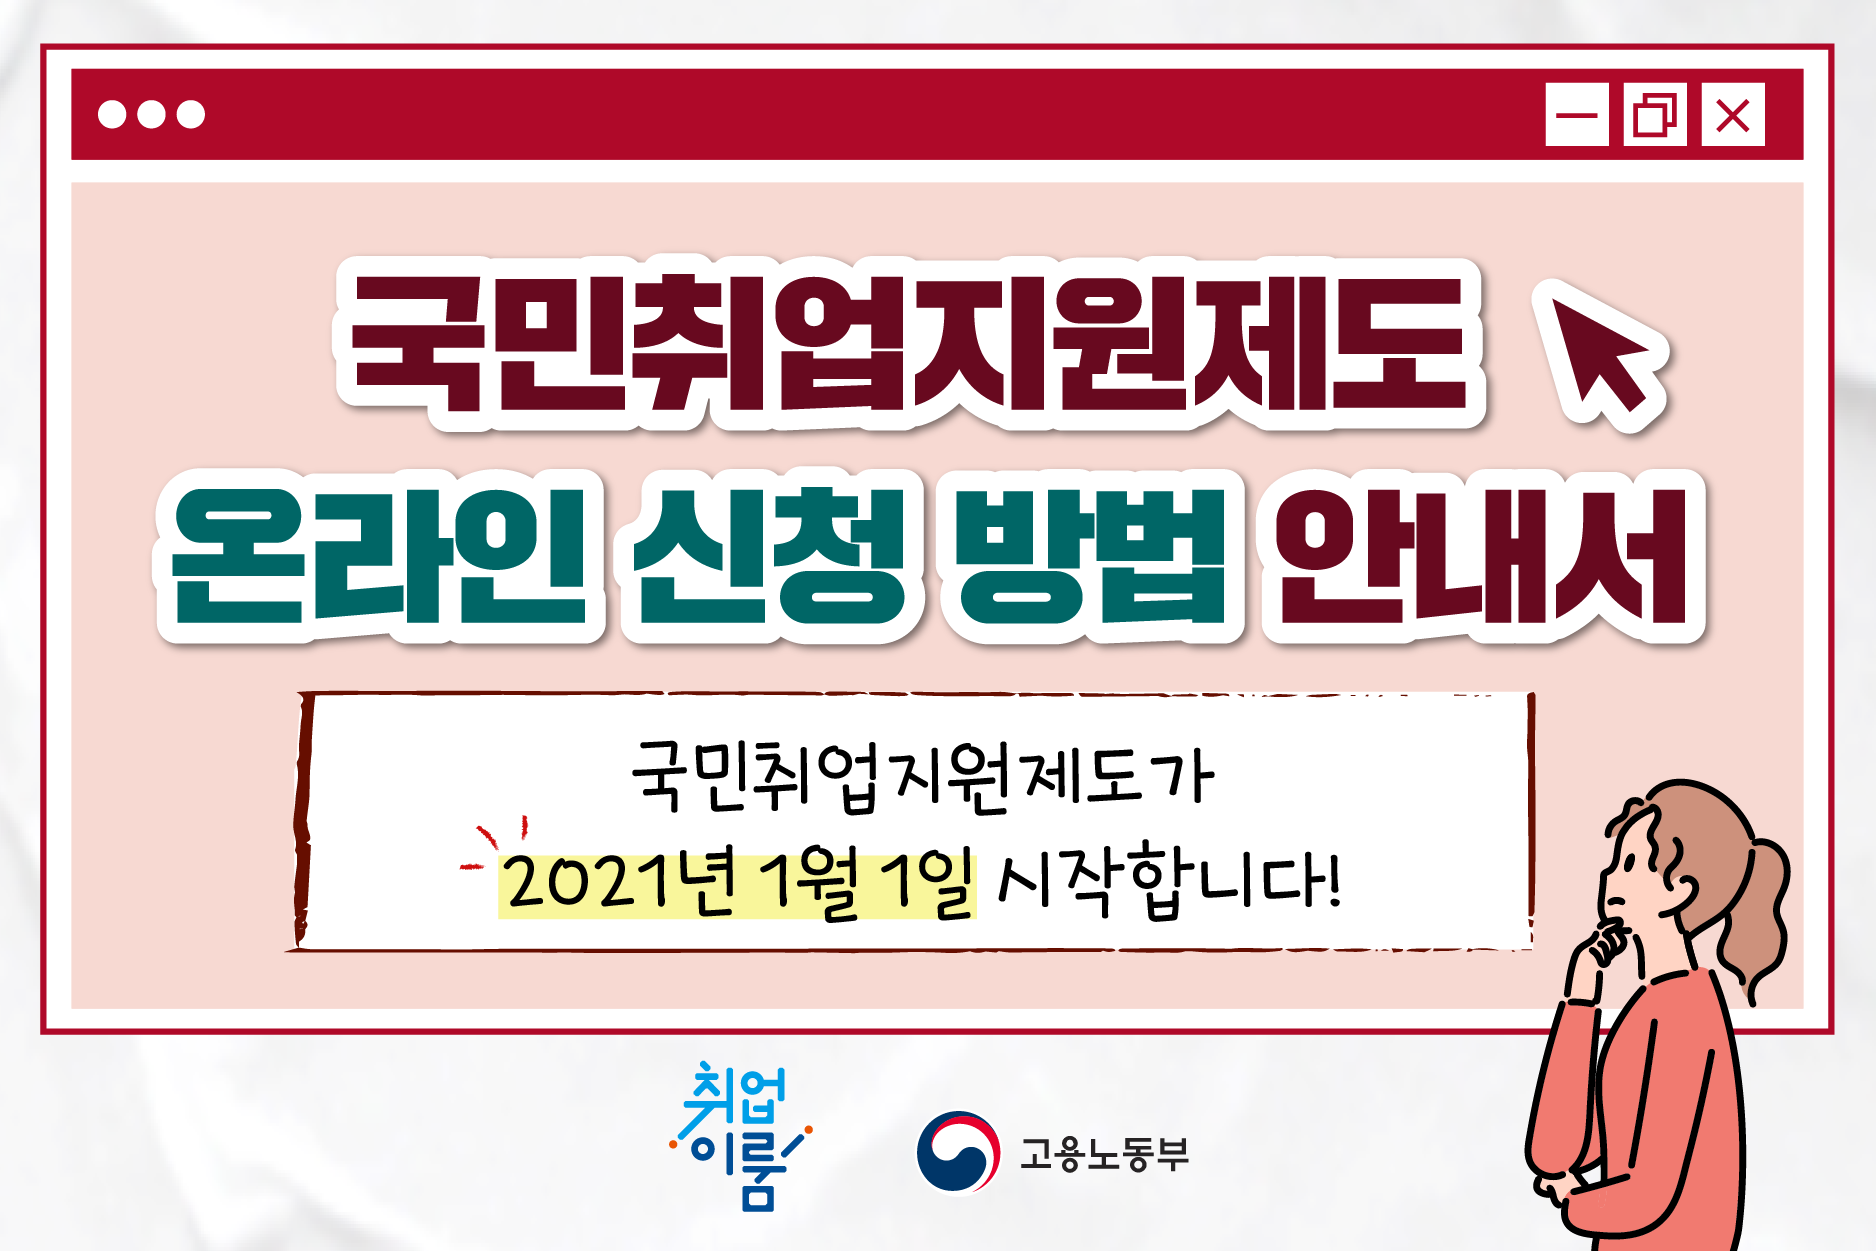 국민취업지원제도
온라인 신청 방법 안내서
국민취업지원제도가
2021년 1월 1일 시작합니다!
취업
이룸
고용노동부